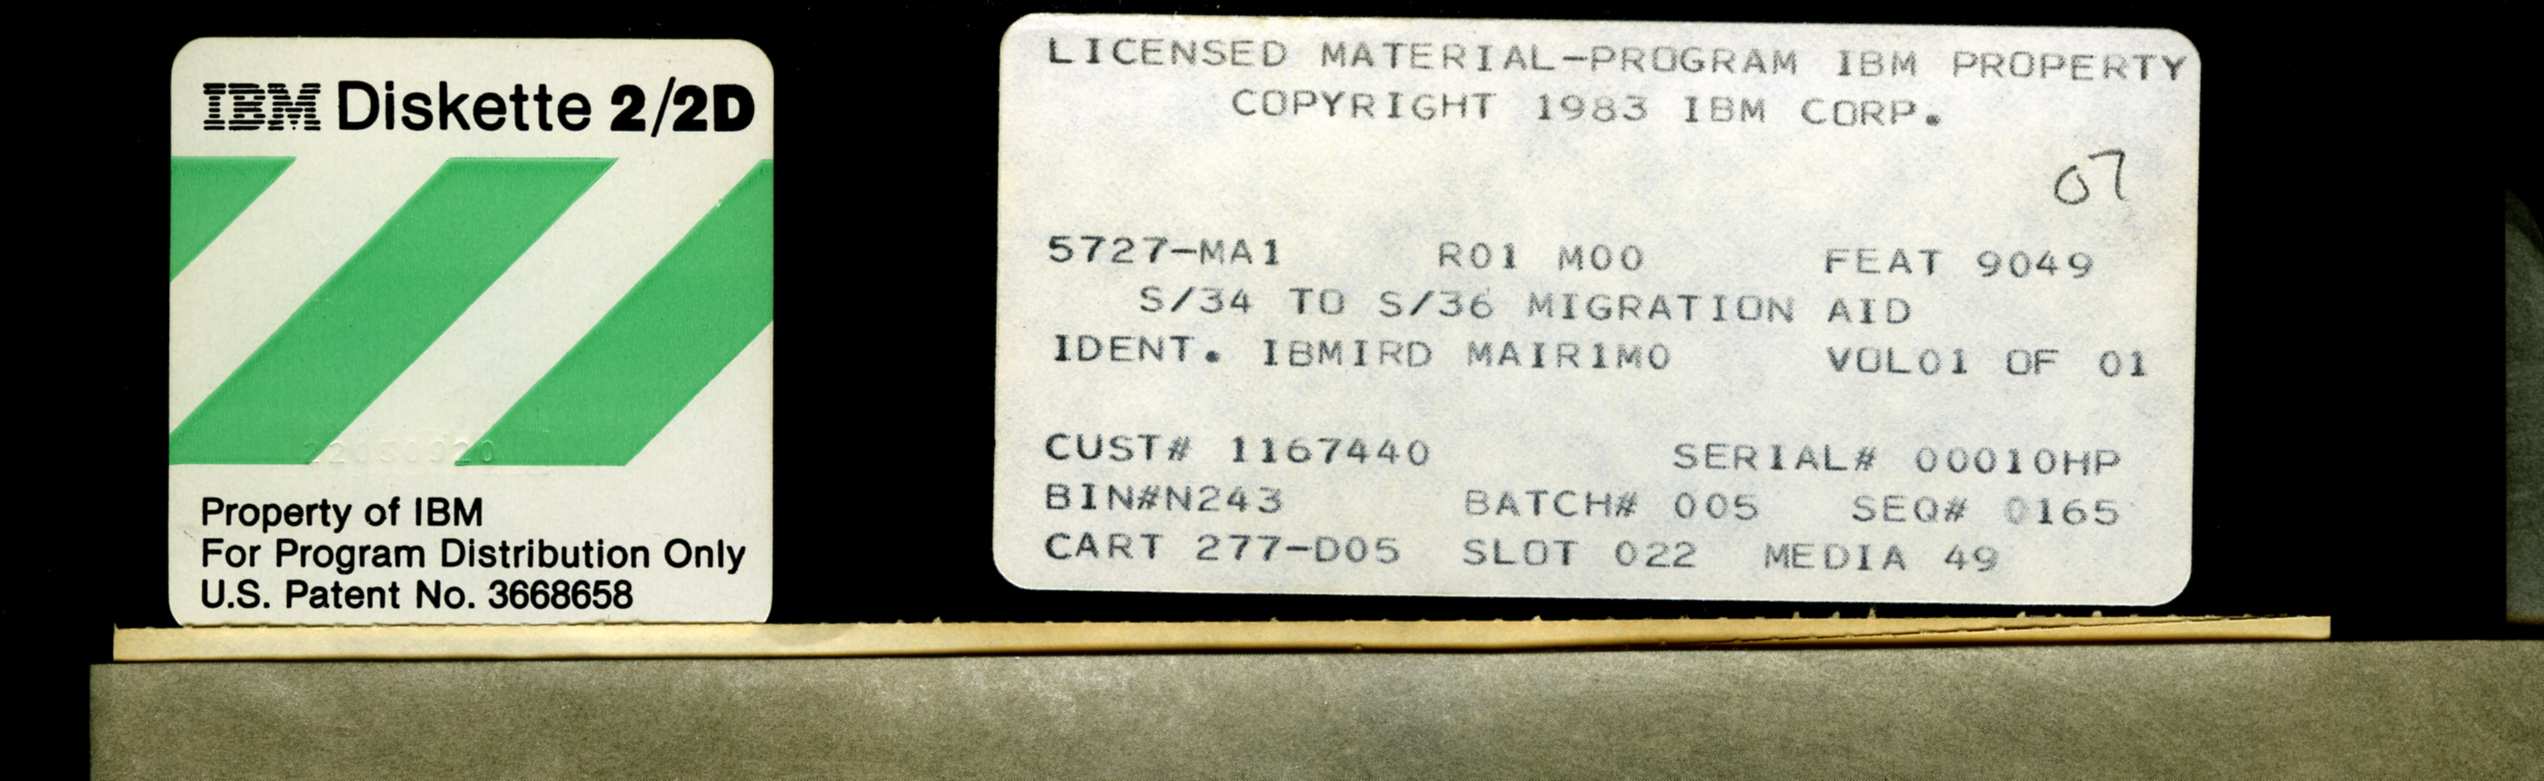 IBM Diskette 2/2D
Property of IBM
For Program Distribution Only
U.S. Patent No. 3668658
LICENSED MATERIAL-PROGRAM IBM PROPERTY
COPYRIGHT 1983 IBM CORP.
07
5727-MA1 R01 M00 FEAT 9049
S/34 TO S/36 MIGRATION AID
IDENT. IBMIRD MAIR1M0 VOL01 OF 01
CUST# 1167440 SERIAL# 00010HP
BIN#N243 BATCH# 005 SEQ# 0165
CART 277-D05 SLOT 022 MEDIA 49